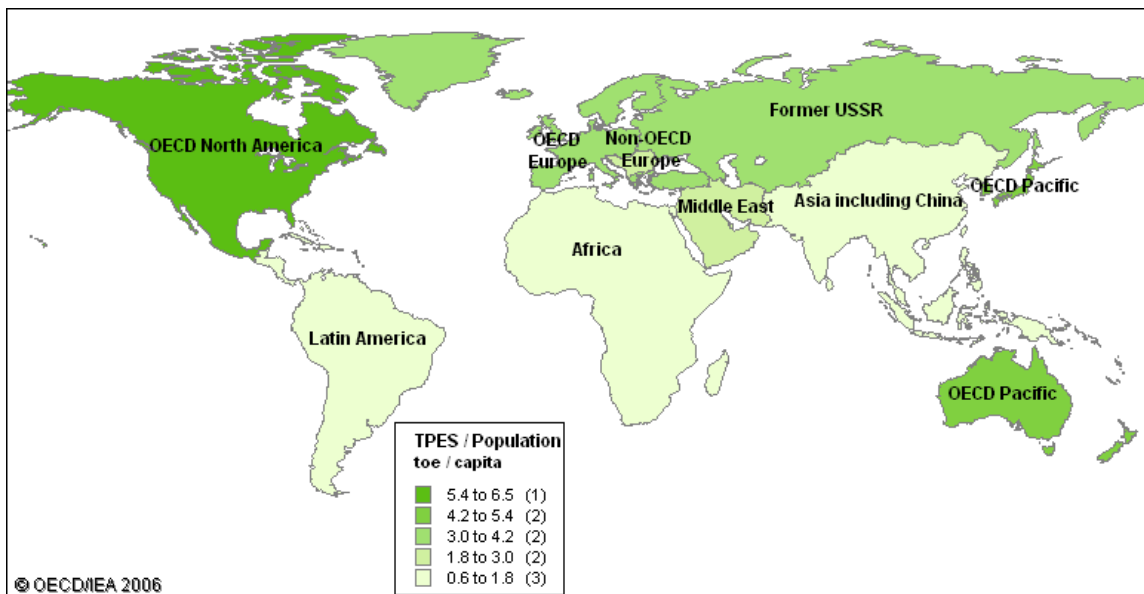 Former USSR
OECD North America
OECD
Europe
Non-OECD
Europe
OECD Pacific
Middle East
Asia including China
Africa
Latin America
OECD Pacific
TPES / Population
toe / capita
5.4 to 6.5 (1)
4.2 to 5.4 (2)
3.0 to 4.2 (2)
1.8 to 3.0 (2)
0.6 to 1.8 (3)
© OECD/IEA 2006